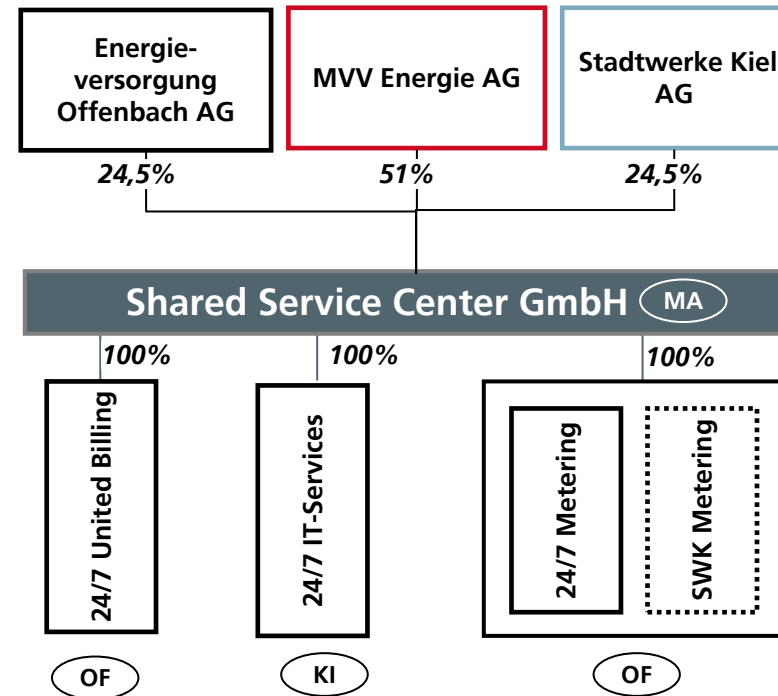 Energie-
versorgung
Offenbach AG
MVV Energie AG
Stadtwerke Kiel
AG
24,5%
51%
24,5%
Shared Service Center GmbH
MA
100%
100%
100%
24/7 United Billing
24/7 IT-Services
24/7 Metering
SWK Metering
OF
KI
OF